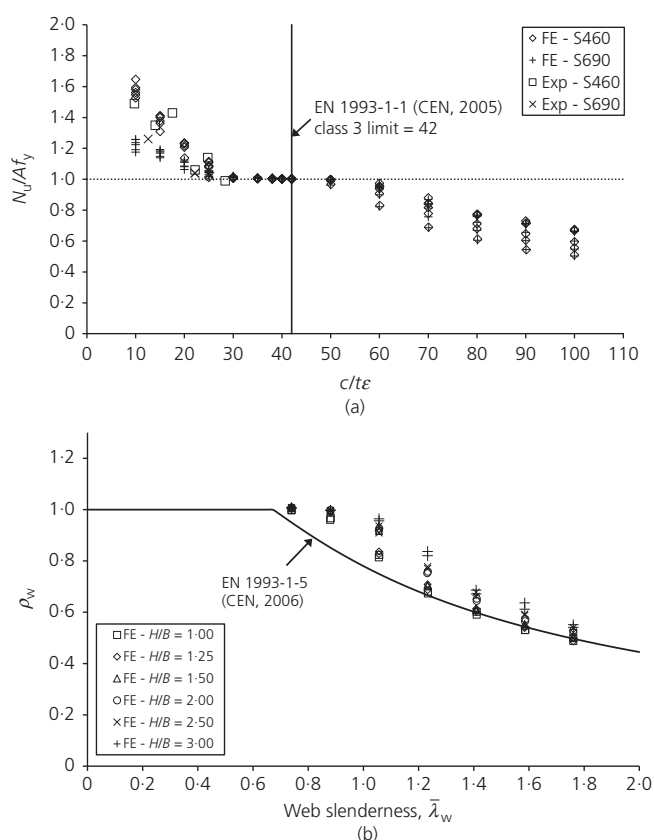 2·0
1·8
1·6
1·4
1·2
1·0
0·8
0·6
0·4
0·2
0
Nu/Afy
FE - S460
FE - S690
Exp - S460
Exp - S690
EN 1993-1-1 (CEN, 2005)
class 3 limit = 42
0 10 20 30 40 50 60 70 80 90 100 110
c/tε
(a)
1·2
1·0
0·8
0·6
0·4
0·2
0
ρw
EN 1993-1-5
(CEN, 2006)
FE - H/B = 1·00
FE - H/B = 1·25
FE - H/B = 1·50
FE - H/B = 2·00
FE - H/B = 2·50
FE - H/B = 3·00
0 0·2 0·4 0·6 0·8 1·0 1·2 1·4 1·6 1·8 2·0
Web slenderness, λ̅w
(b)